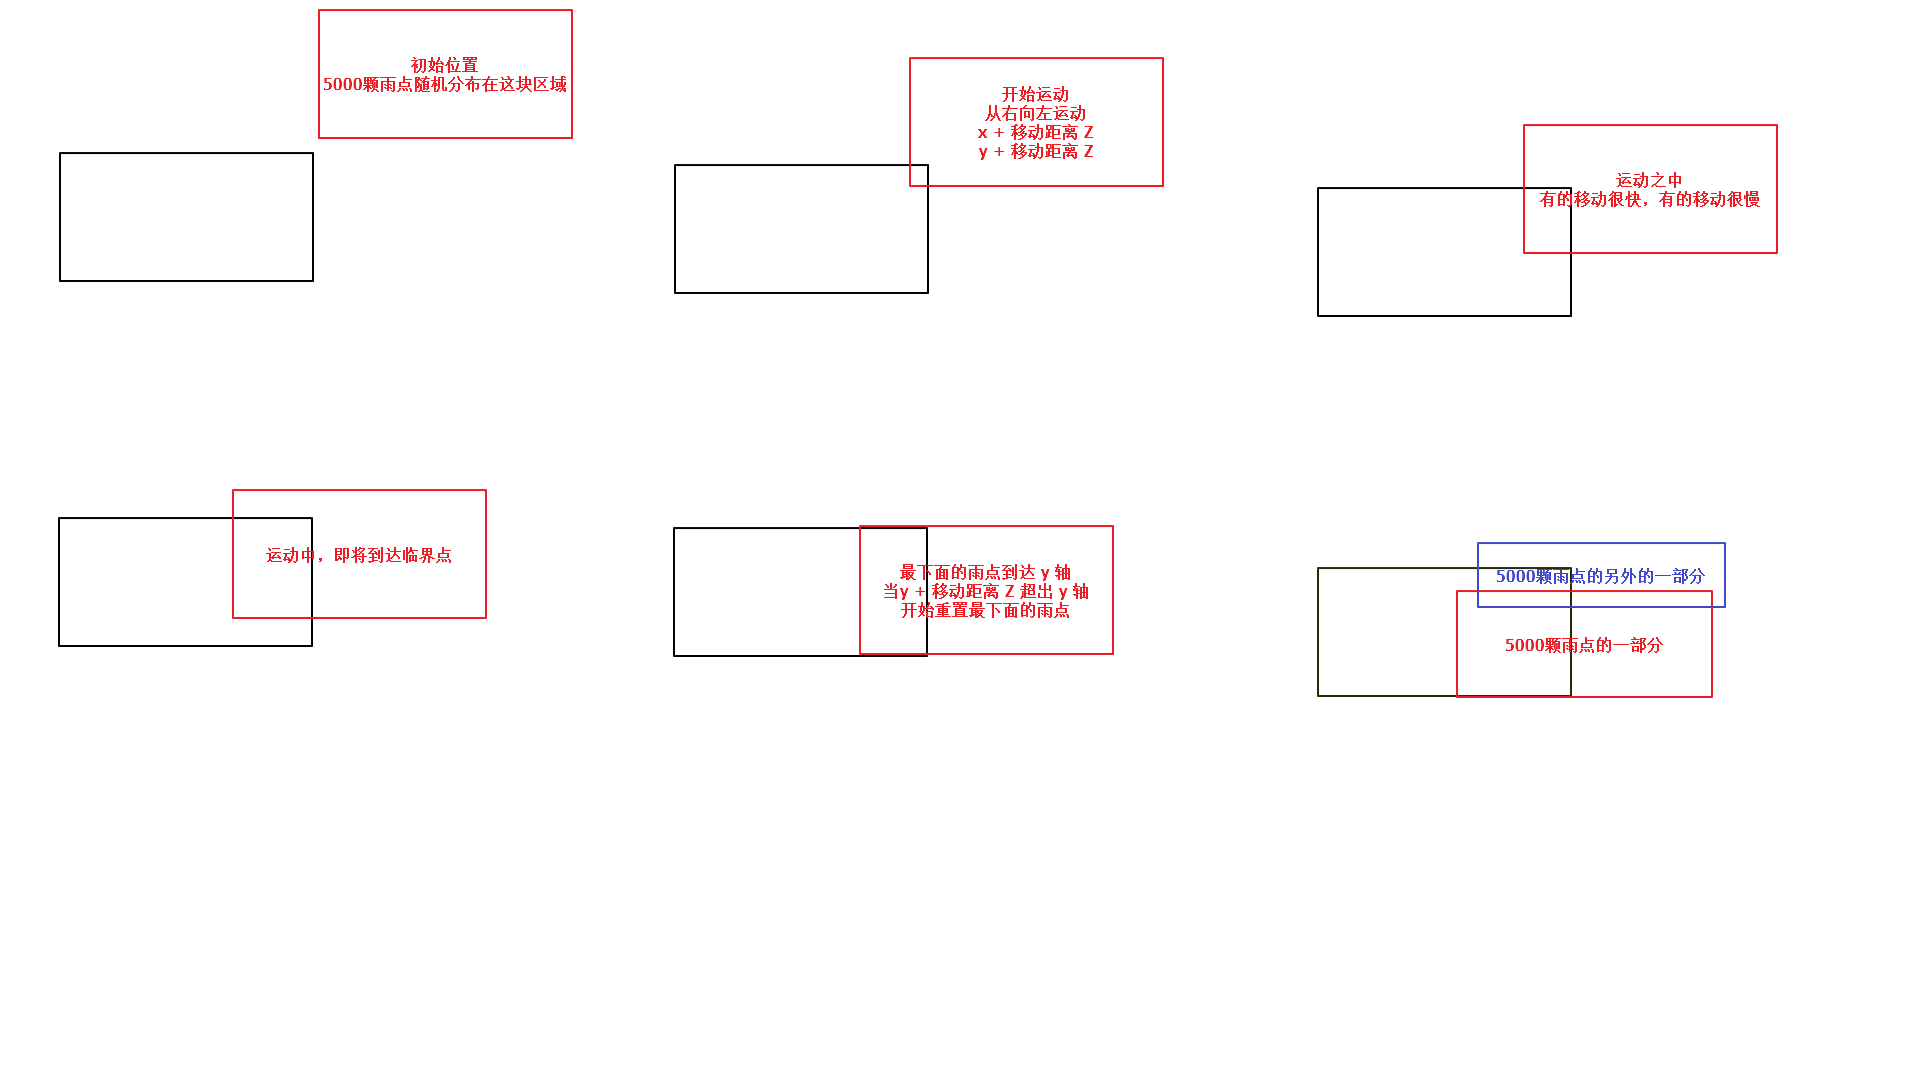 初始位置
5000颗雨点随机分布在这块区域
开始运动
从右向左运动
x + 移动距离 Z
y + 移动距离 Z
运动之中
有的移动很快，有的移动很慢
运动中，即将到达临界点
最下面的雨点到达 y 轴
当y + 移动距离 Z 超出 y 轴
开始重置最下面的雨点
5000颗雨点的另外的一部分
5000颗雨点的一部分